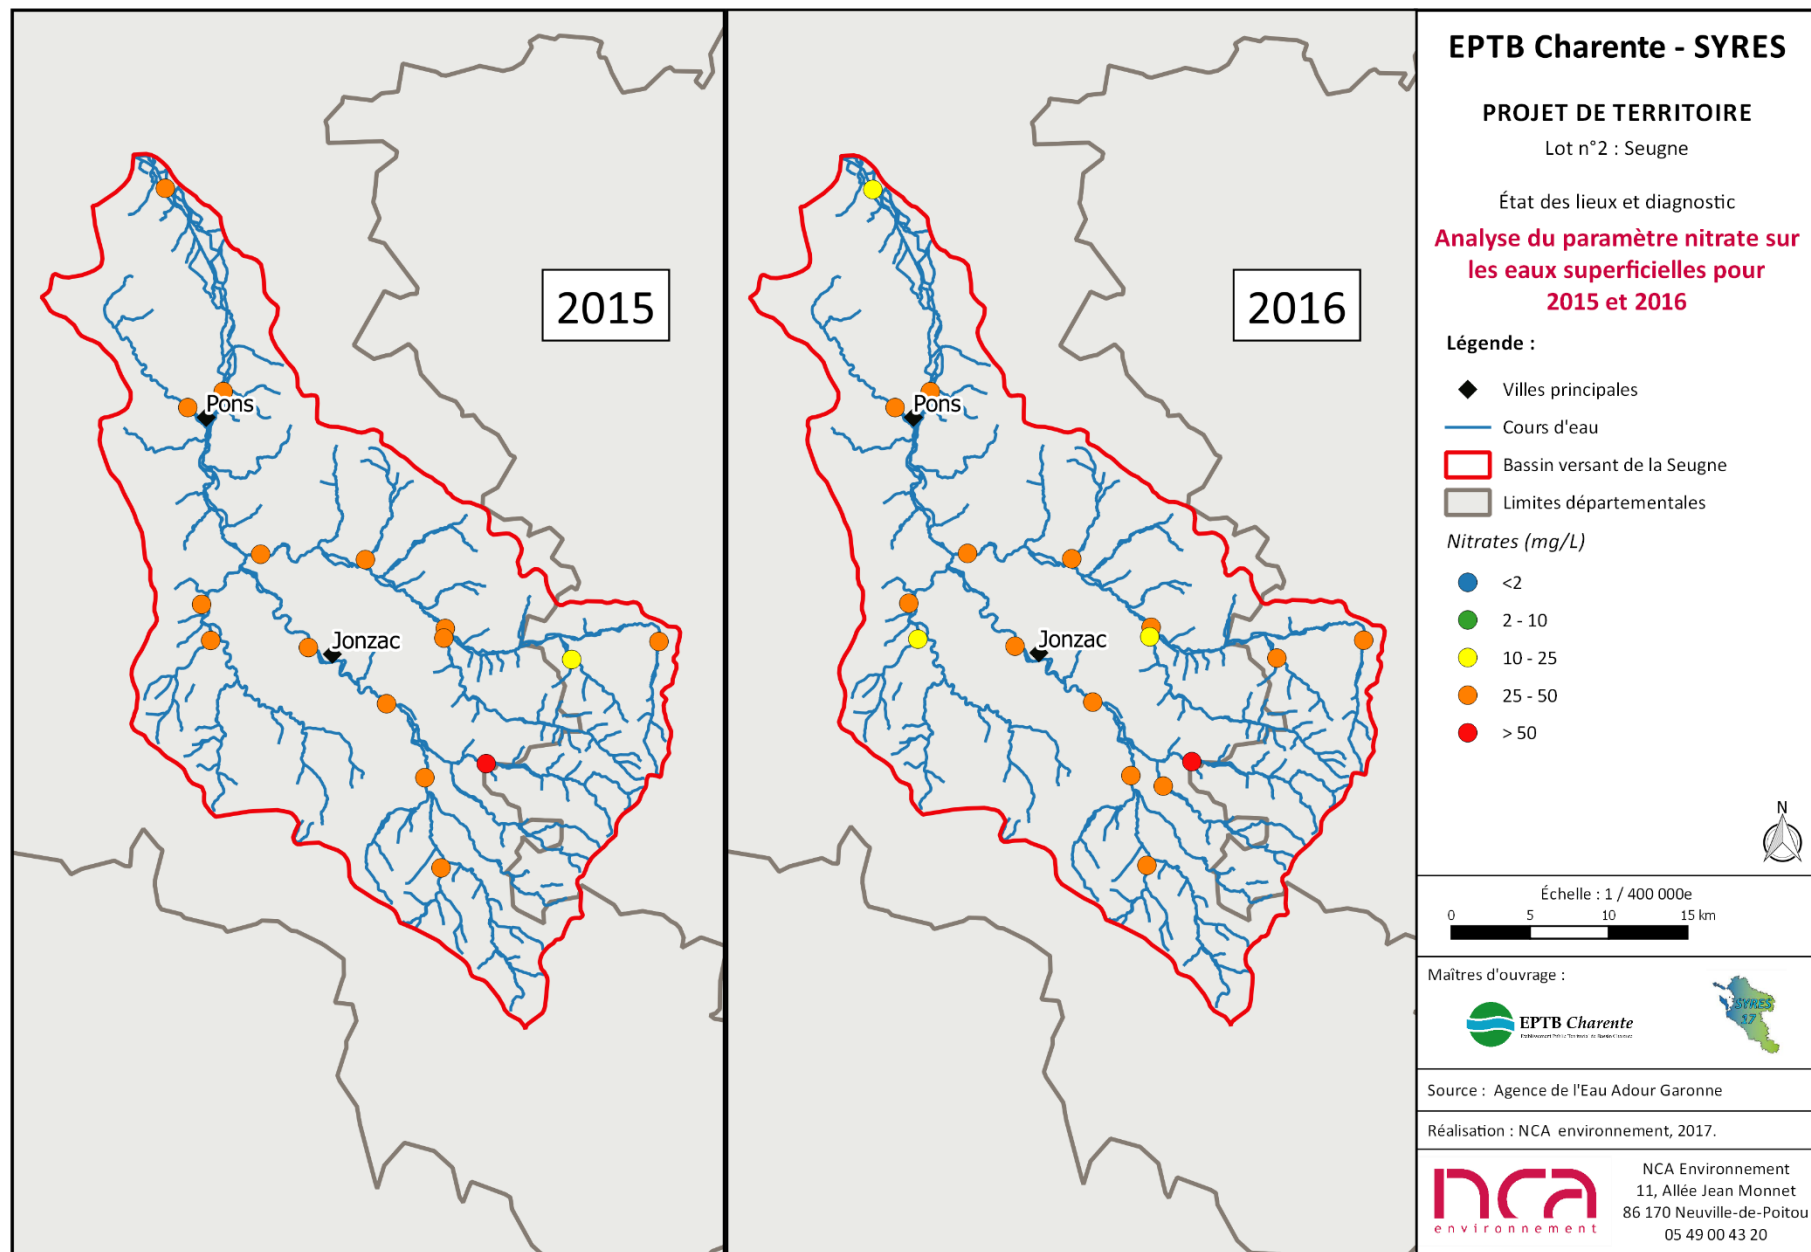 2015
Pons
Jonzac
2016
Pons
Jonzac
EPTB Charente - SYRES
PROJET DE TERRITOIRE
Lot n°2 : Seugne
État des lieux et diagnostic
Analyse du paramètre nitrate sur
les eaux superficielles pour
2015 et 2016
Légende :
Villes principales
Cours d'eau
Bassin versant de la Seugne
Limites départementales
Nitrates (mg/L)
<2
2 - 10
10 - 25
25 - 50
> 50
N
Échelle : 1 / 400 000e
0 5 10 15 km
Maîtres d'ouvrage :
EPTB Charente
SYRES
17
Source : Agence de l'Eau Adour Garonne
Réalisation : NCA environnement, 2017.
nca
environnement
NCA Environnement
11, Allée Jean Monnet
86 170 Neuville-de-Poitou
05 49 00 43 20